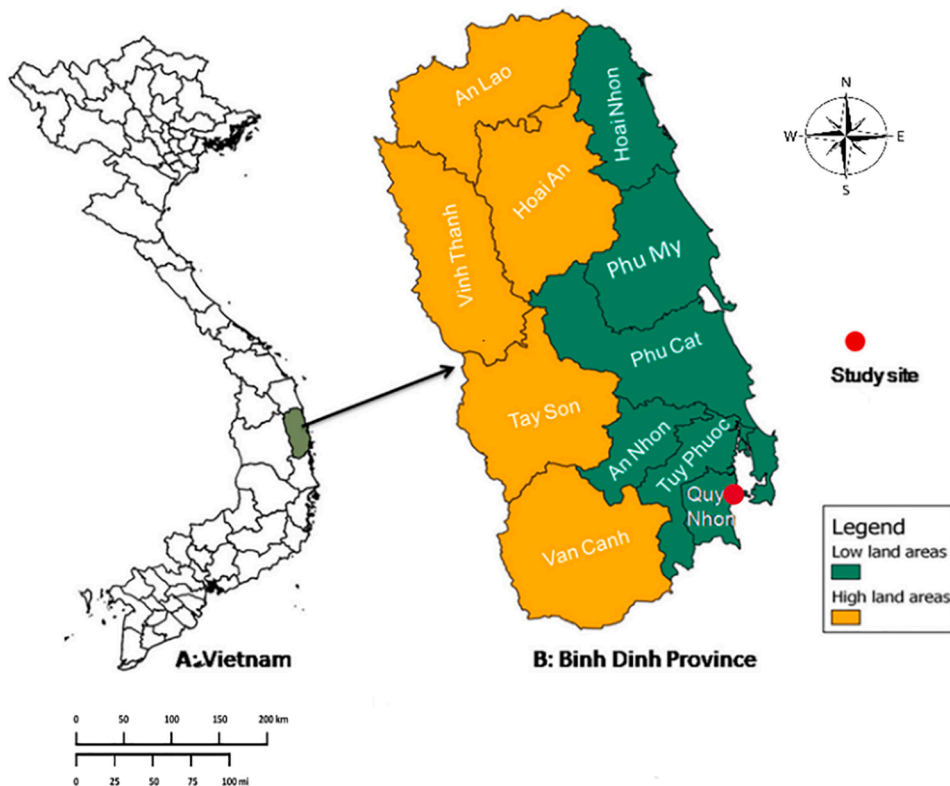 An Lao
Hoai Nhon
Hoai An
Vinh Thanh
Phu My
Phu Cat
Tay Son
An Nhon
Tuy Phuoc
Quy
Nhon
Van Canh
N
W
E
S
Study site
Legend
Low land areas
High land areas
A: Vietnam
B: Binh Dinh Province
0 50 100 150 200 km
0 25 50 75 100 mi